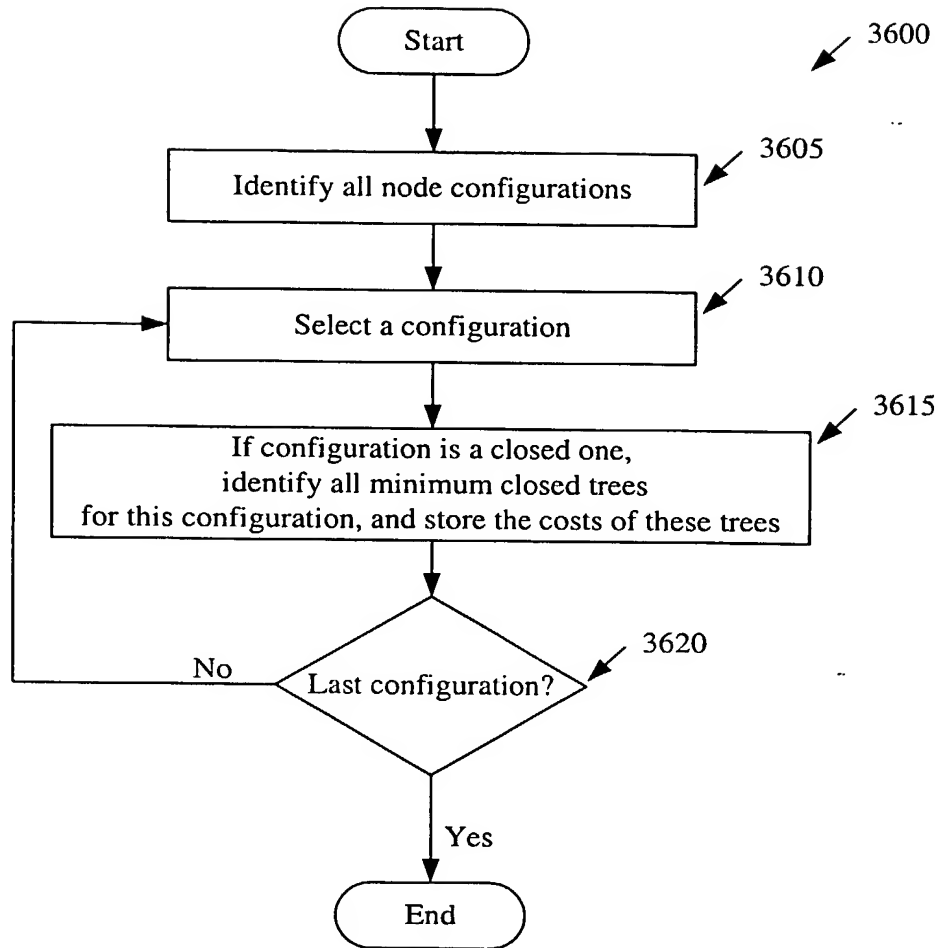 Start
3600
3605
Identify all node configurations
3610
Select a configuration
3615
If configuration is a closed one,
identify all minimum closed trees
for this configuration, and store the costs of these trees
3620
No
Last configuration?
Yes
End